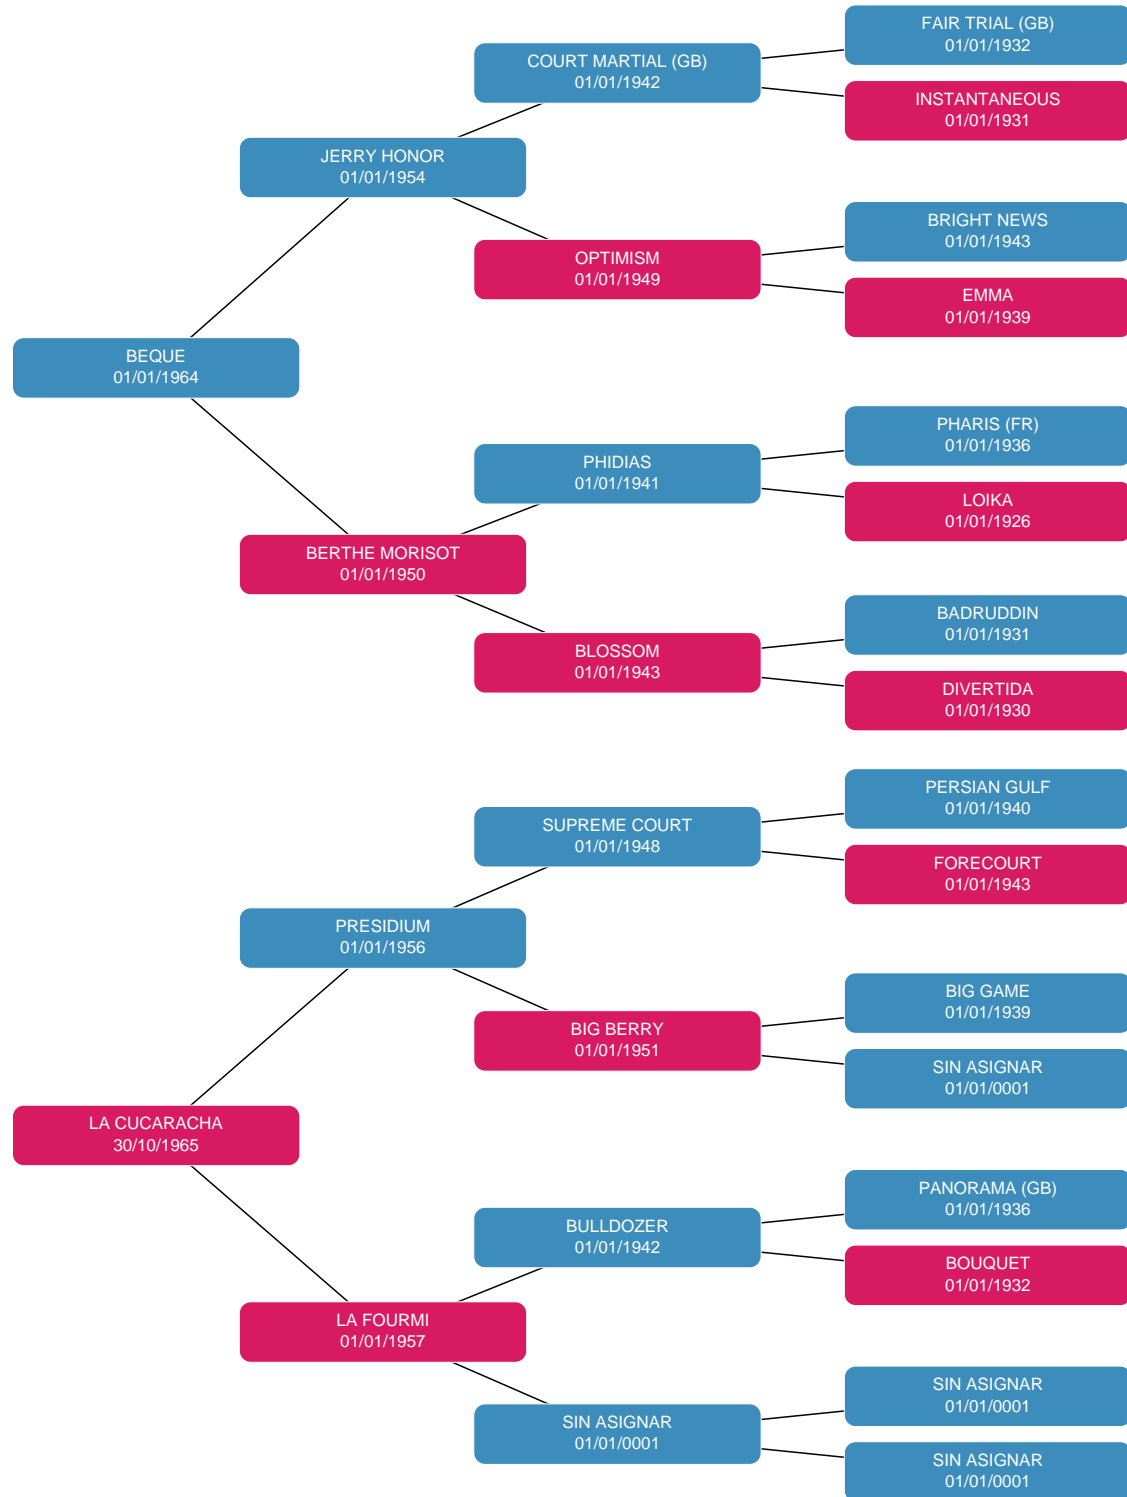 FAIR TRIAL (GB)
01/01/1932
COURT MARTIAL (GB)
01/01/1942
INSTANTANEOUS
01/01/1931
JERRY HONOR
01/01/1954
BRIGHT NEWS
01/01/1943
OPTIMISM
01/01/1949
EMMA
01/01/1939
BEQUE
01/01/1964
PHARIS (FR)
01/01/1936
PHIDIAS
01/01/1941
LOIKA
01/01/1926
BERTHE MORISOT
01/01/1950
BADRUDDIN
01/01/1931
BLOSSOM
01/01/1943
DIVERTIDA
01/01/1930
PERSIAN GULF
01/01/1940
SUPREME COURT
01/01/1948
FORECOURT
01/01/1943
PRESIDIUM
01/01/1956
BIG GAME
01/01/1939
BIG BERRY
01/01/1951
SIN ASIGNAR
01/01/0001
LA CUCARACHA
30/10/1965
PANORAMA (GB)
01/01/1936
BULLDOZER
01/01/1942
BOUQUET
01/01/1932
LA FOURMI
01/01/1957
SIN ASIGNAR
01/01/0001
SIN ASIGNAR
01/01/0001
SIN ASIGNAR
01/01/0001